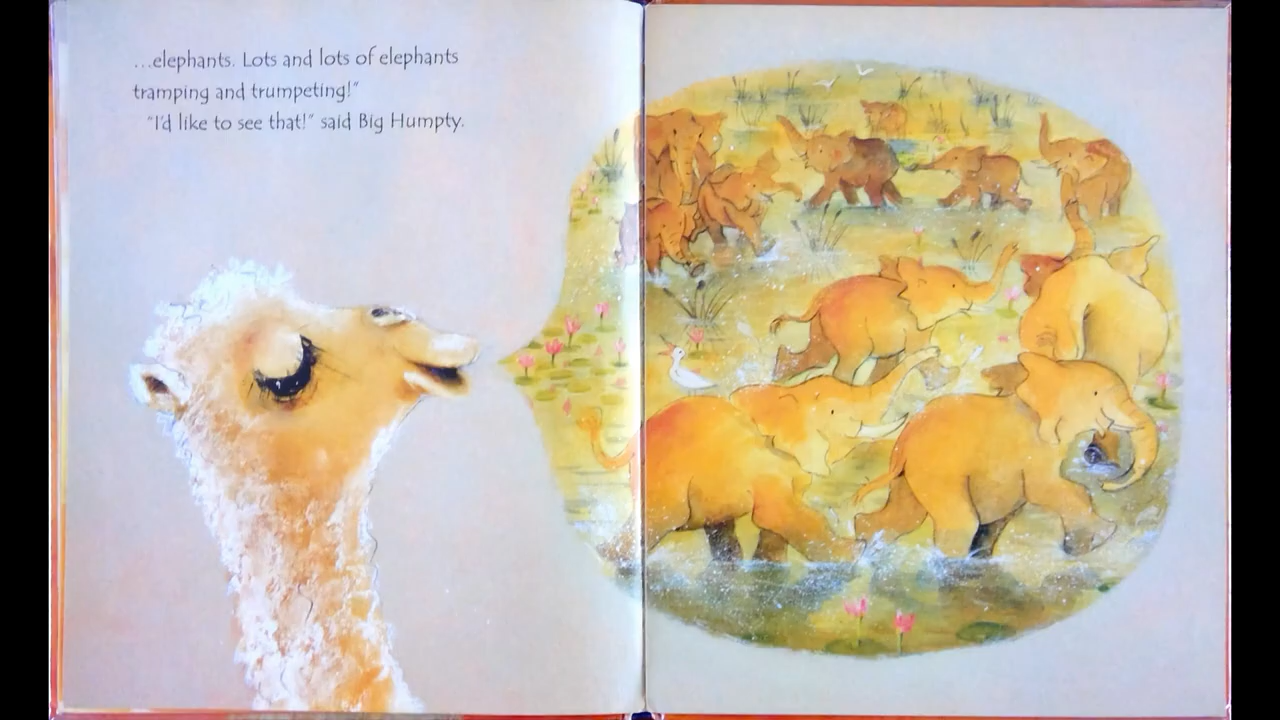 ...elephants. Lots and lots of elephants
tramping and trumpeting!"
"I'd like to see that!" said Big Humpty.